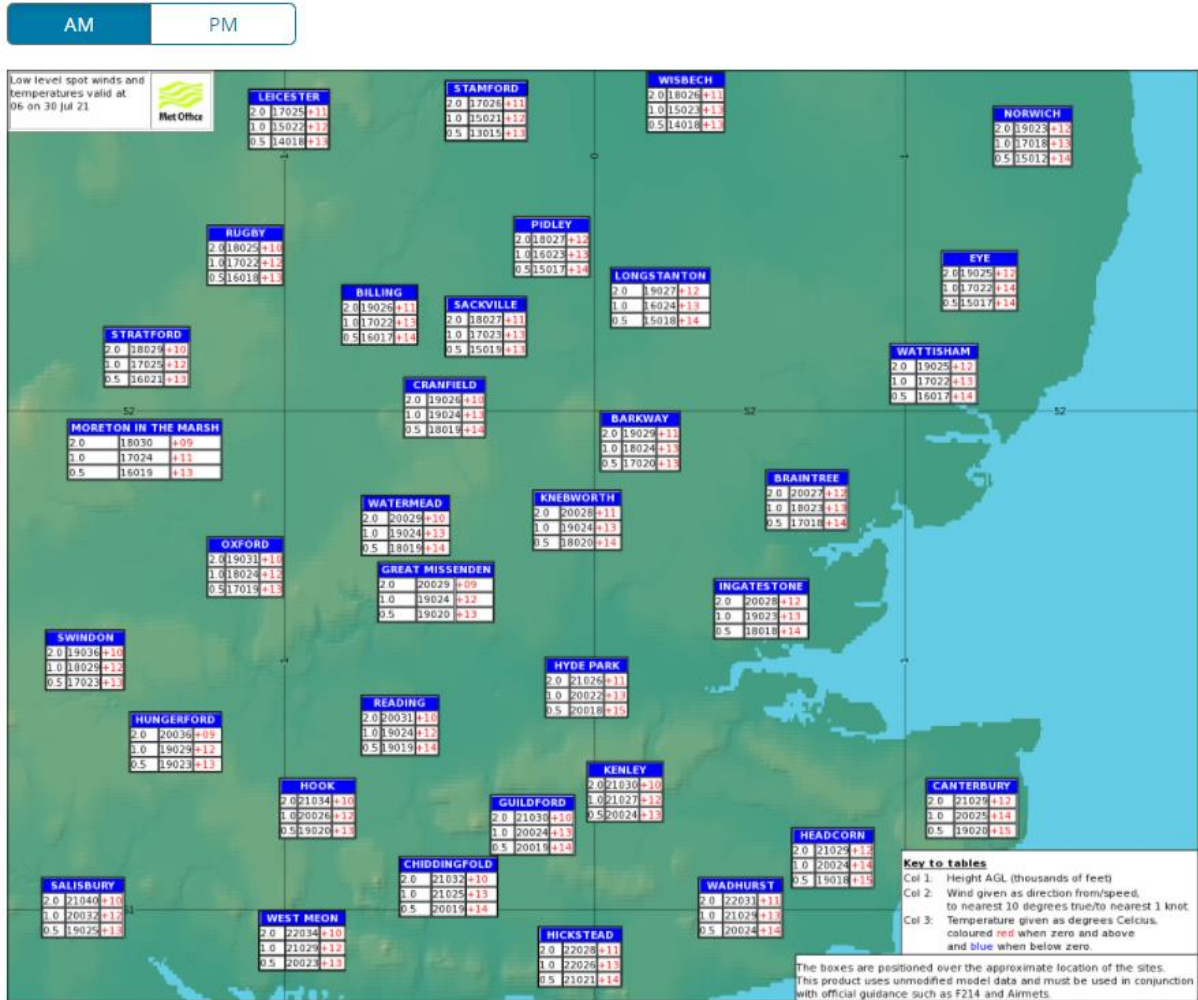 AM PM
Low level spot winds and
temperatures valid at
06 on 30 Jul 21
Met Office
LEICESTER
2.0 17025 +11
1.0 15022 +12
0.5 14018 +13
STAMFORD
2.0 17026 +11
1.0 15021 +12
0.5 13015 +13
WISBECH
2.0 18026 +11
1.0 15023 +13
0.5 14018 +13
NORWICH
2.0 19023 +12
1.0 17018 +13
0.5 15012 +14
1 0 1
RUGBY
2.0 18025 +10
1.0 17022 +12
0.5 16018 +13
PIDLEY
2.0 18027 +12
1.0 16023 +13
0.5 15017 +14
EYE
2.0 19025 +12
1.0 17022 +14
0.5 15017 +14
LONGSTANTON
2.0 19027 +12
1.0 16024 +13
0.5 15018 +14
BILLING
2.0 19026 +11
1.0 17022 +13
0.5 16017 +14
SACKVILLE
2.0 18027 +11
1.0 17023 +13
0.5 15019 +13
STRATFORD
2.0 18029 +10
1.0 17025 +12
0.5 16021 +13
WATTISHAM
2.0 19025 +12
1.0 17022 +13
0.5 16017 +14
CRANFIELD
2.0 19026 +10
1.0 19024 +13
0.5 18019 +14
52 52 52
MORETON IN THE MARSH
2.0 18030 +09
1.0 17024 +11
0.5 16019 +13
BARKWAY
2.0 19029 +11
1.0 18024 +13
0.5 17020 +13
BRAINTREE
2.0 20027 +12
1.0 18023 +13
0.5 17018 +14
WATERMEAD
2.0 20029 +10
1.0 19024 +13
0.5 18019 +14
KNEBWORTH
2.0 20028 +11
1.0 19024 +13
0.5 18020 +14
OXFORD
2.0 19031 +10
1.0 18024 +12
0.5 17019 +13
GREAT MISSENDEN
2.0 20029 +09
1.0 19024 +12
0.5 19020 +13
INGATESTONE
2.0 20028 +12
1.0 19023 +13
0.5 18018 +14
SWINDON
2.0 19036 +10
1.0 18029 +12
0.5 17023 +13
1 1
HYDE PARK
2.0 21026 +11
1.0 20022 +13
0.5 20018 +15
READING
2.0 20031 +10
1.0 19024 +12
0.5 19019 +14
HUNGERFORD
2.0 20036 +09
1.0 19029 +12
0.5 19023 +13
KENLEY
2.0 21030 +10
1.0 21027 +12
0.5 20024 +13
HOOK
2.0 21034 +10
1.0 20026 +12
0.5 19020 +13
GUILDFORD
2.0 21030 +10
1.0 20024 +13
0.5 20019 +14
CANTERBURY
2.0 21029 +12
1.0 20025 +14
0.5 19020 +15
HEADCORN
2.0 21029 +12
1.0 20024 +14
0.5 19018 +15
CHIDDINGFOLD
2.0 21032 +10
1.0 21025 +13
0.5 20019 +14
SALISBURY
2.0 21040 +10
1.0 20032 +12
0.5 19025 +13
WADHURST
2.0 22031 +11
1.0 21029 +13
0.5 20024 +14
WEST MEON
2.0 22034 +10
1.0 21029 +12
0.5 20023 +13
HICKSTEAD
2.0 22028 +11
1.0 22026 +13
0.5 21021 +14
Key to tables
Col 1: Height AGL (thousands of feet)
Col 2: Wind given as direction from/speed,
to nearest 10 degrees true/to nearest 1 knot
Col 3: Temperature given as degrees Celcius,
coloured red when zero and above
and blue when below zero.
The boxes are positioned over the approximate location of the sites.
This product uses unmodified model data and must be used in conjunction
with official guidance such as F214 and Airmets.